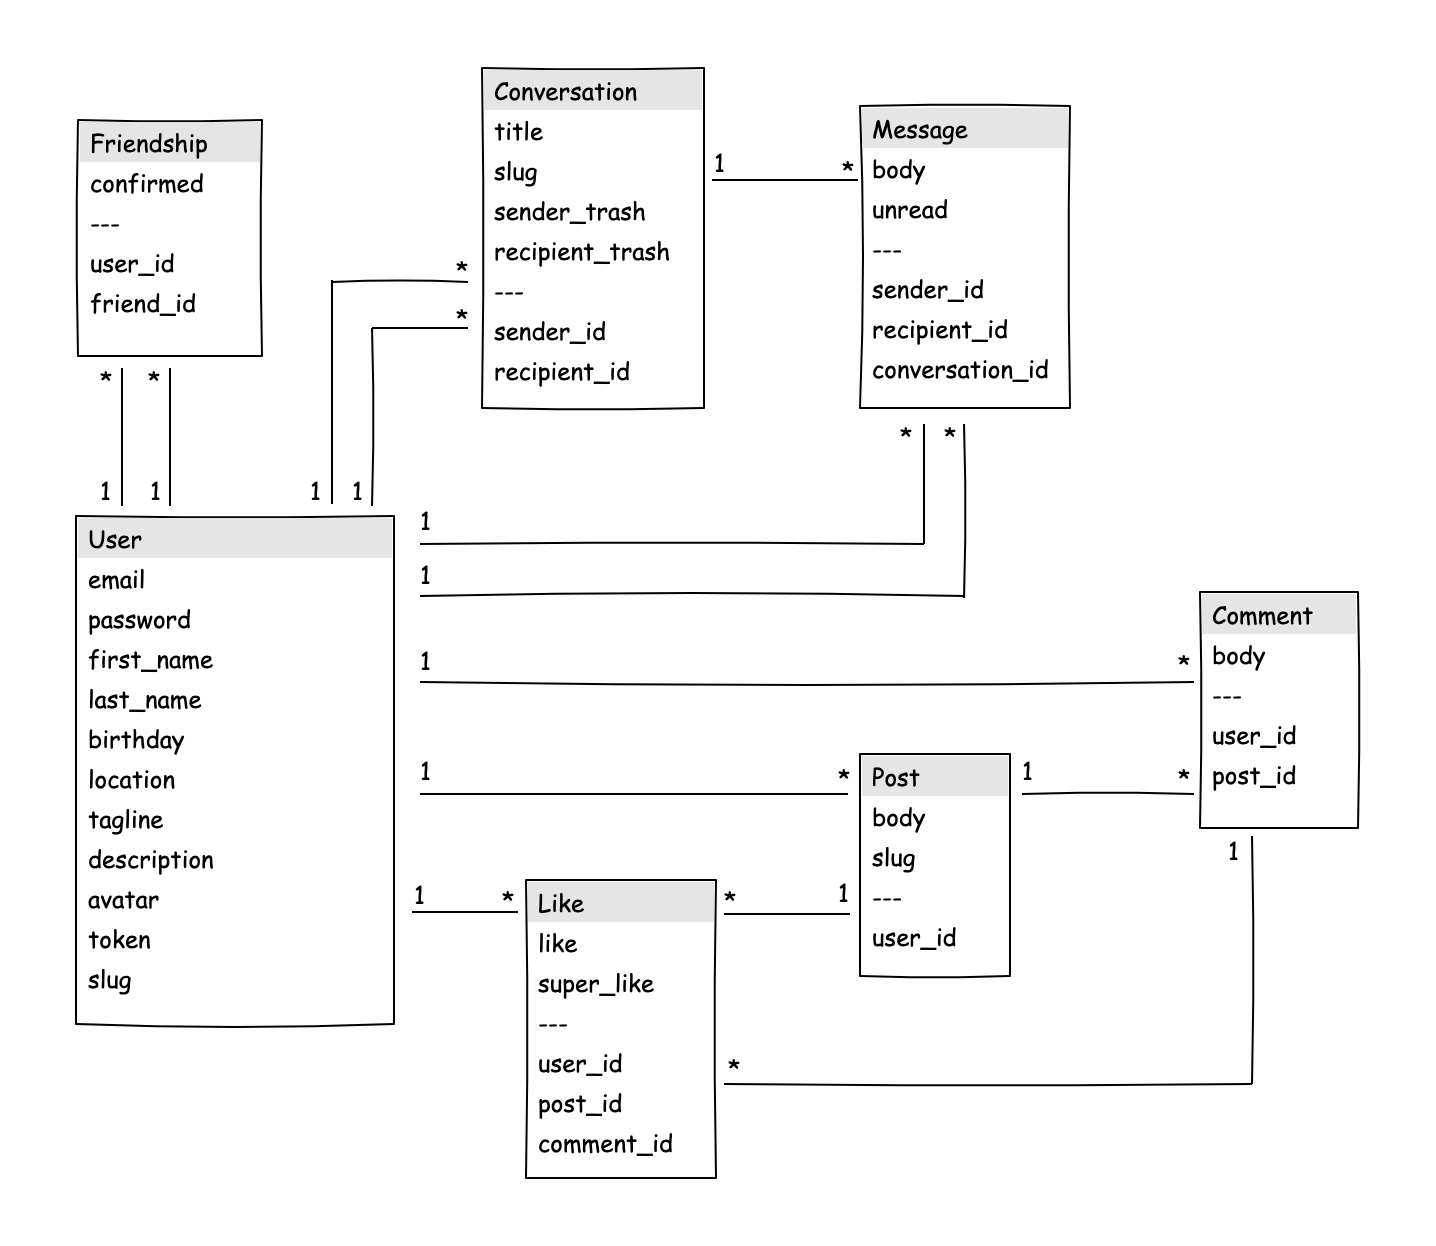 Conversation
title
slug
sender_trash
recipient_trash
---
sender_id
recipient_id
Message
body
unread
---
sender_id
recipient_id
conversation_id
Friendship
confirmed
---
user_id
friend_id
1 *
*
*
* *
1 1 1 1
* *
User
email
password
first_name
last_name
birthday
location
tagline
description
avatar
token
slug
1
1
1 *
1 *
1 *
Comment
body
---
user_id
post_id
Post
body
slug
---
user_id
1 *
1
Like
like
super_like
---
user_id
post_id
comment_id
* 1
*